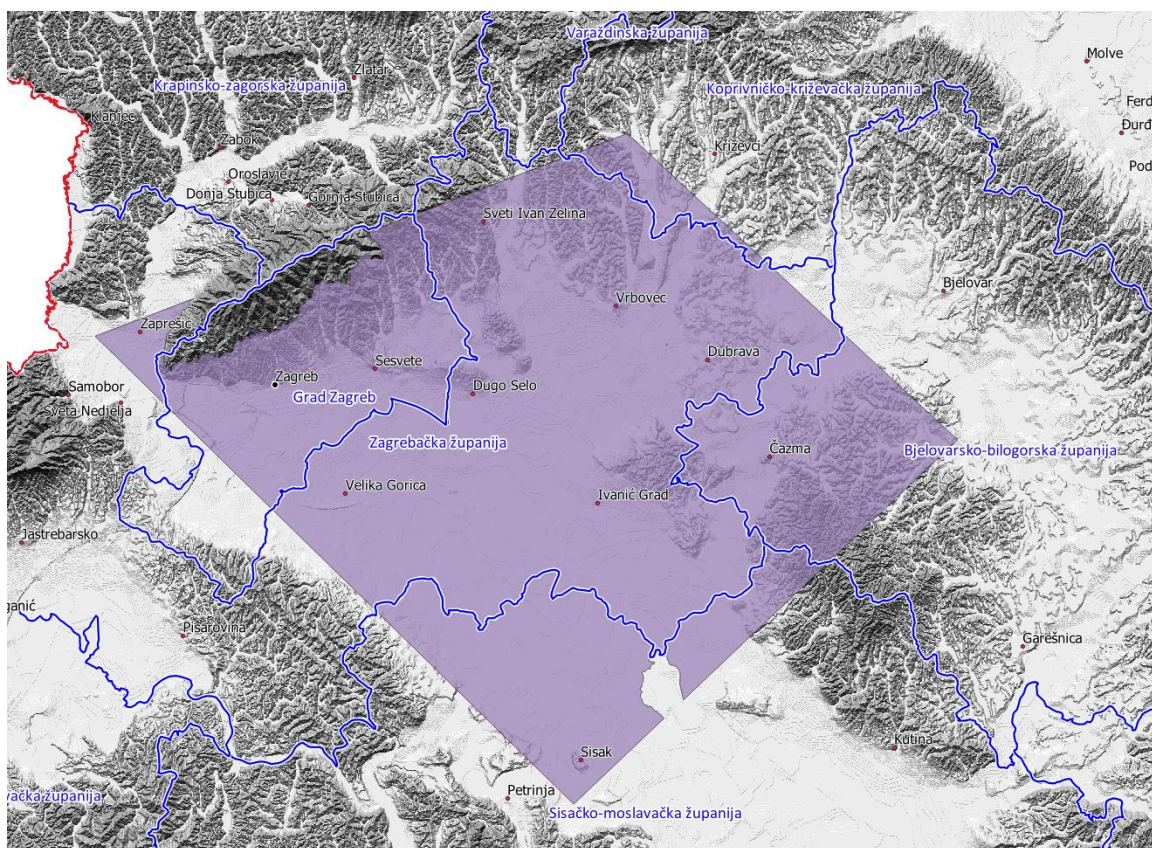 Varaždinska županija
Molve
Zlatar
Krapinsko-zagorska županija
Koprivničko-križevačka županija
Ferd
Klanjec
Đurđ
Zabok
Križevci
Pod
Oroslavje
Donja Stubica
Gornja Stubica
Sveti Ivan Zelina
Bjelovar
Vrbovec
Zaprešić
Dubrava
Sesvete
Zagreb
Samobor
Dugo Selo
Grad Zagreb
Sveta Nedjelja
Zagrebačka županija
Bjelovarsko-bilogorska županija
Čazma
Velika Gorica
Ivanić Grad
Jastrebarsko
ganić
Pisarovina
Garešnica
Kutina
Sisak
Petrinja
vačka županija
Sisačko-moslavačka županija